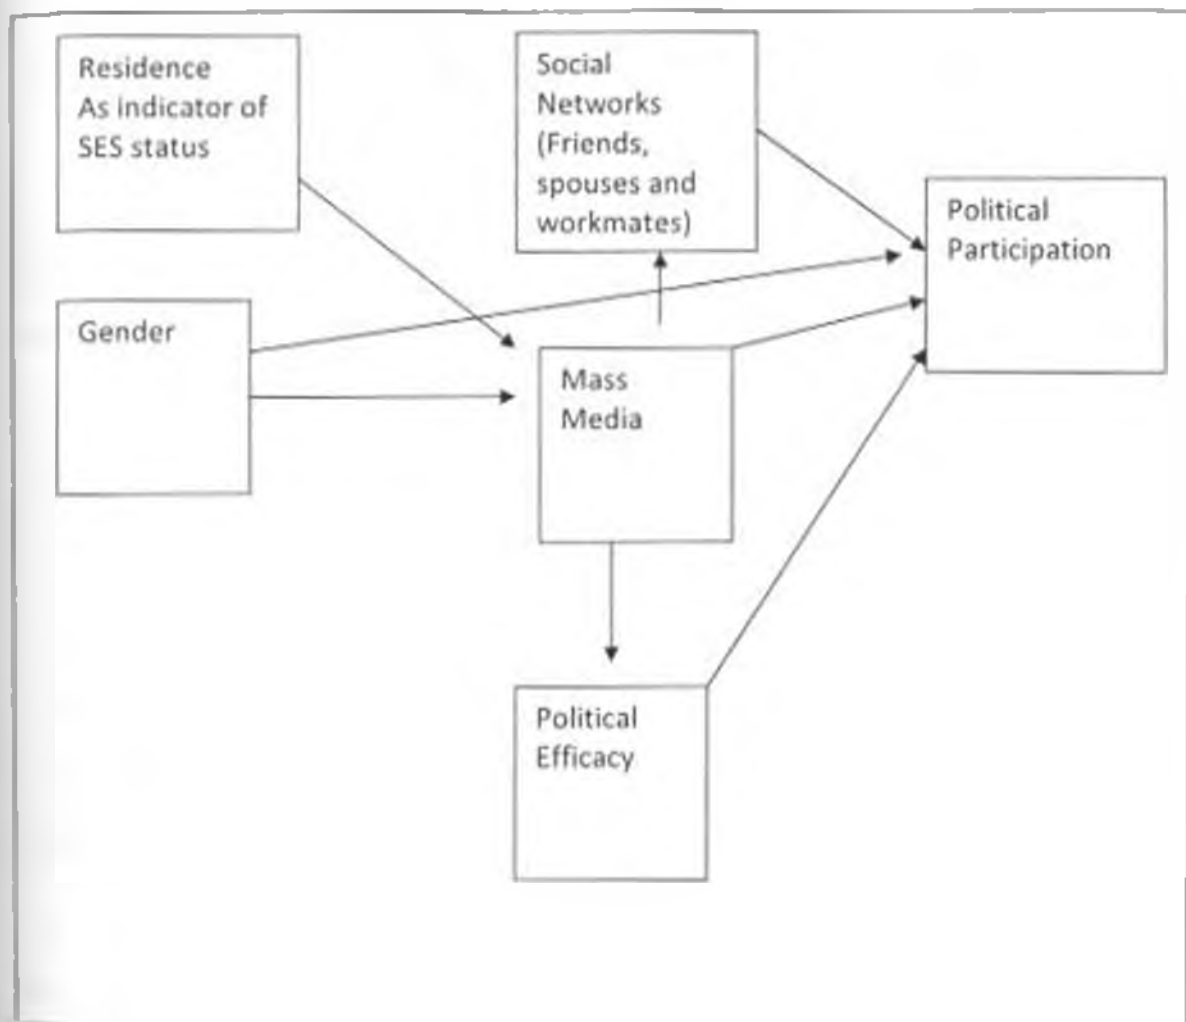 Residence
As indicator of
SES status
Social
Networks
(Friends,
spouses and
workmates)
Political
Participation
Gender
Mass
Media
Political
Efficacy